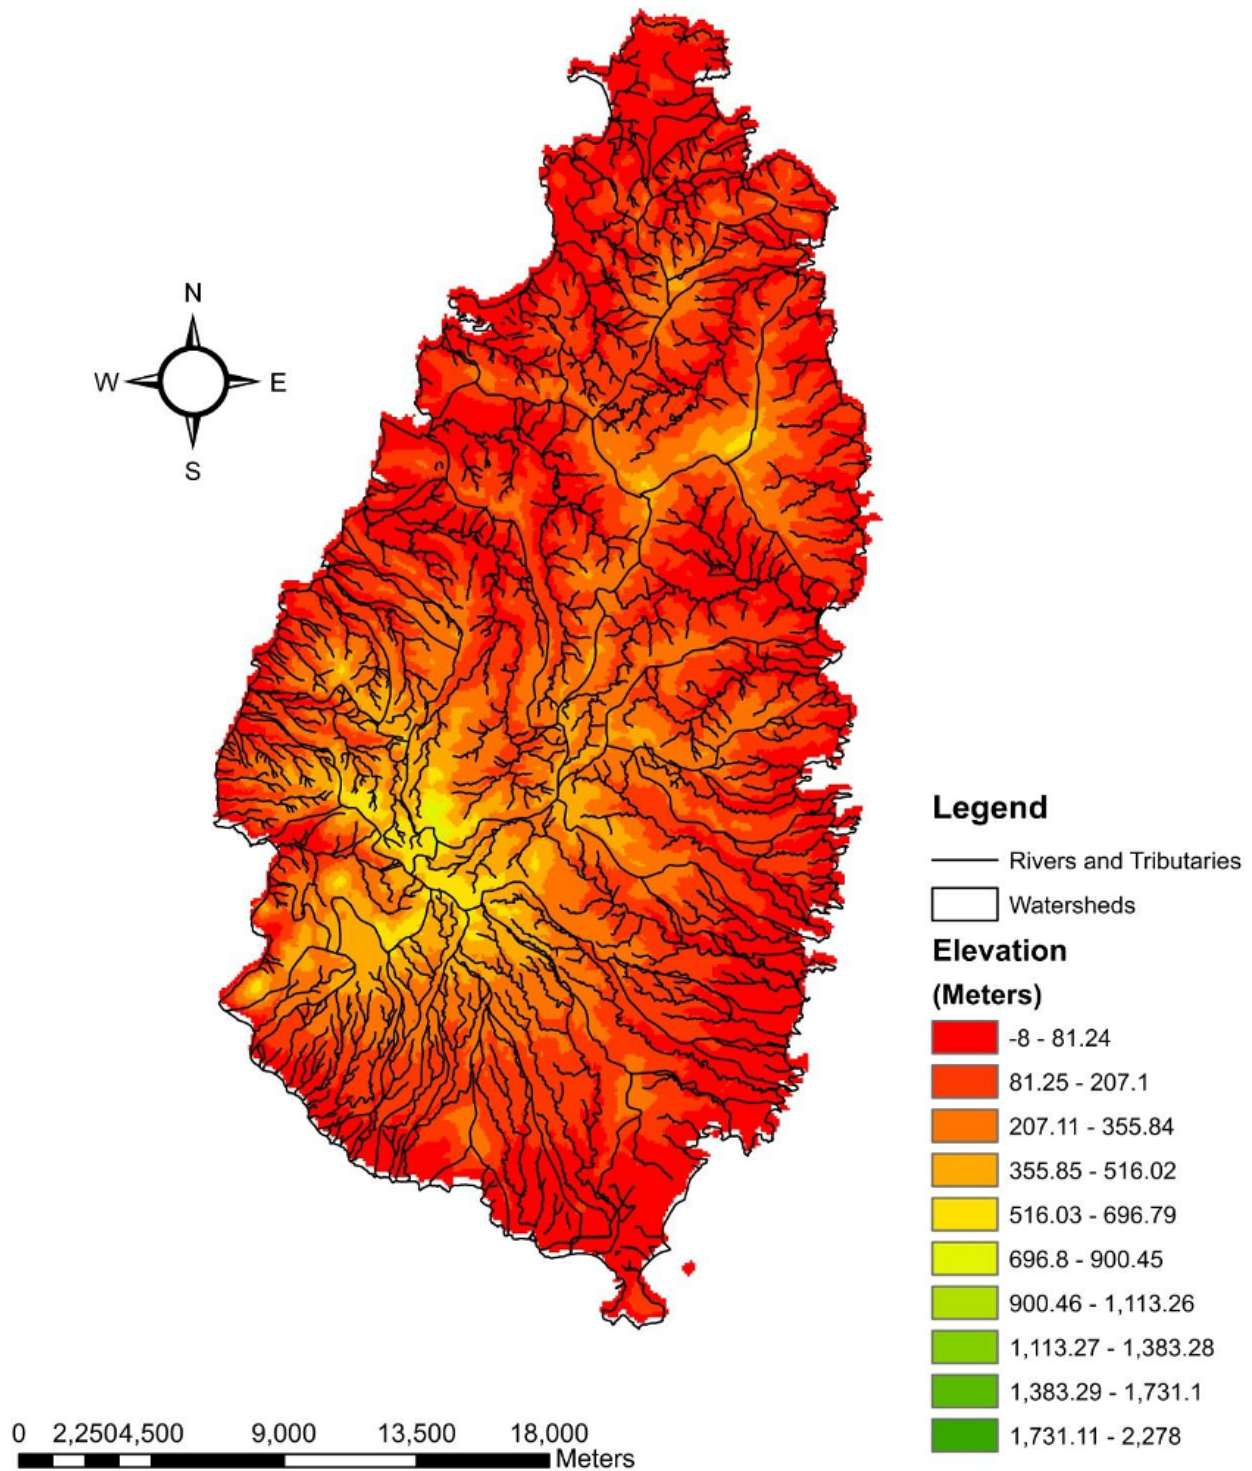 N
W E
S
Legend
Rivers and Tributaries
Watersheds
Elevation
(Meters)
-8 - 81.24
81.25 - 207.1
207.11 - 355.84
355.85 - 516.02
516.03 - 696.79
696.8 - 900.45
900.46 - 1,113.26
1,113.27 - 1,383.28
1,383.29 - 1,731.1
1,731.11 - 2,278
0 2,2504,500 9,000 13,500 18,000
Meters